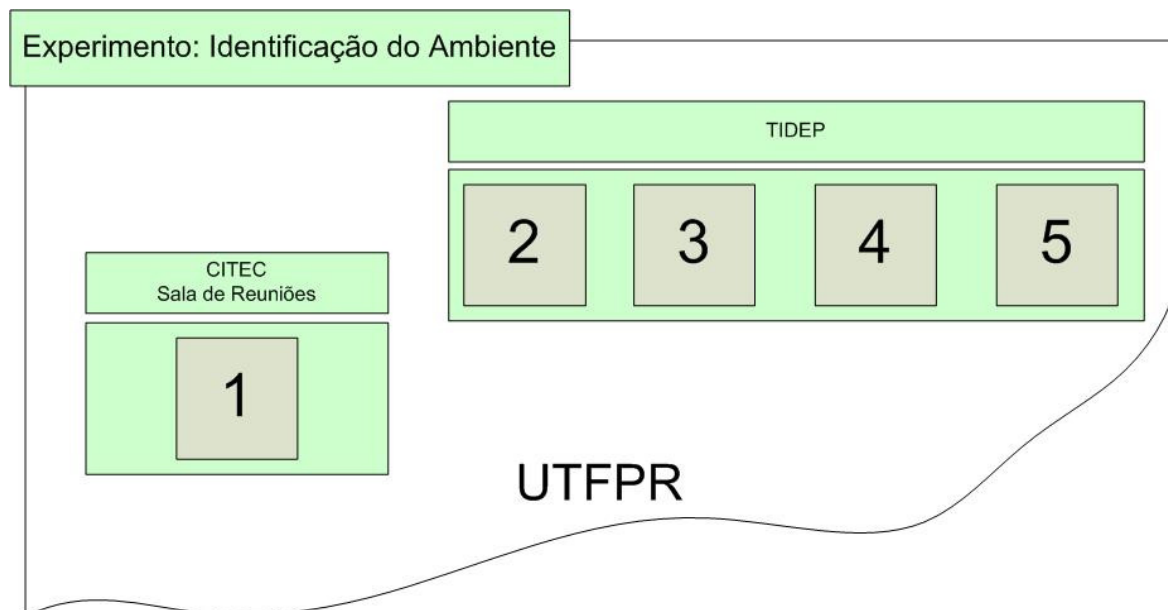 Experimento: Identificação do Ambiente
TIDEP
2 3 4 5
CITEC
Sala de Reuniões
1
UTFPR